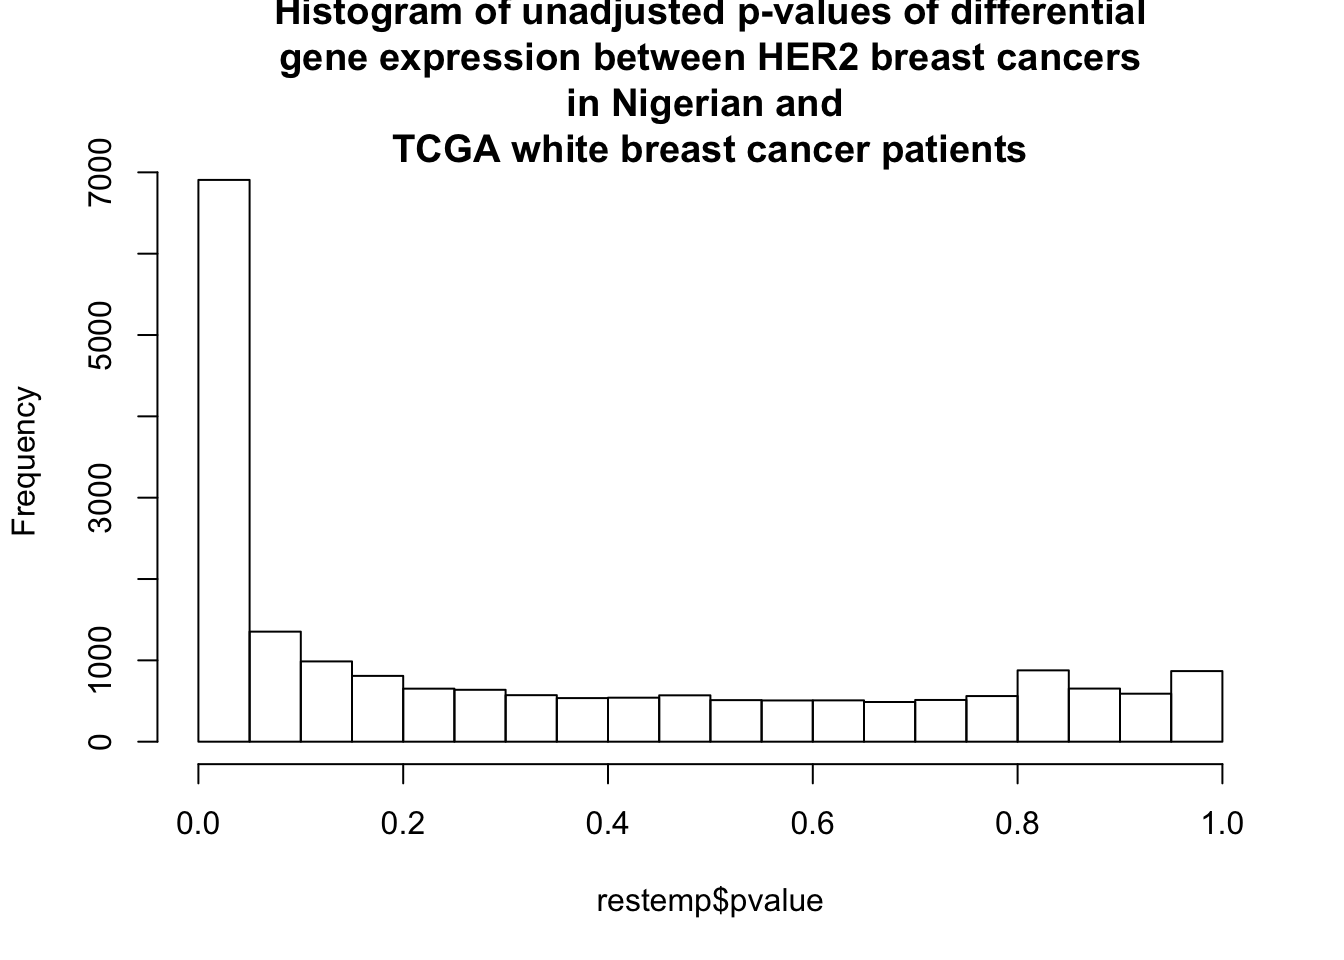 Histogram of unadjusted p-values of differential
gene expression between HER2 breast cancers
in Nigerian and
TCGA white breast cancer patients
7000
5000
3000
1000
0
Frequency
0.0 0.2 0.4 0.6 0.8 1.0
restemp$pvalue